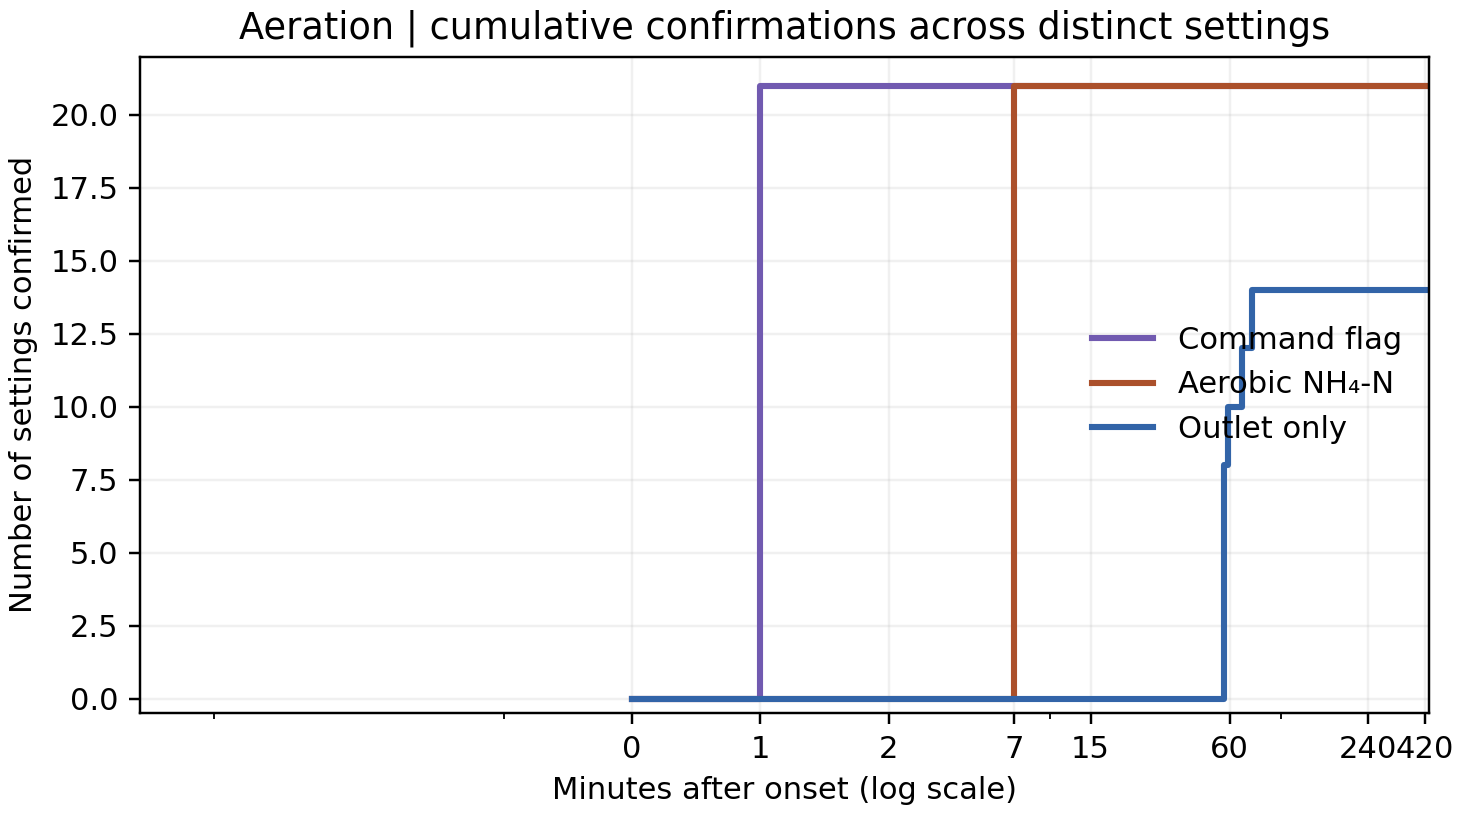 Aeration | cumulative confirmations across distinct settings
Number of settings confirmed
20.0
17.5
15.0
12.5
10.0
7.5
5.0
2.5
0.0
Command flag
Aerobic NH₄-N
Outlet only
0 1 2 7 15 60 240 420
Minutes after onset (log scale)